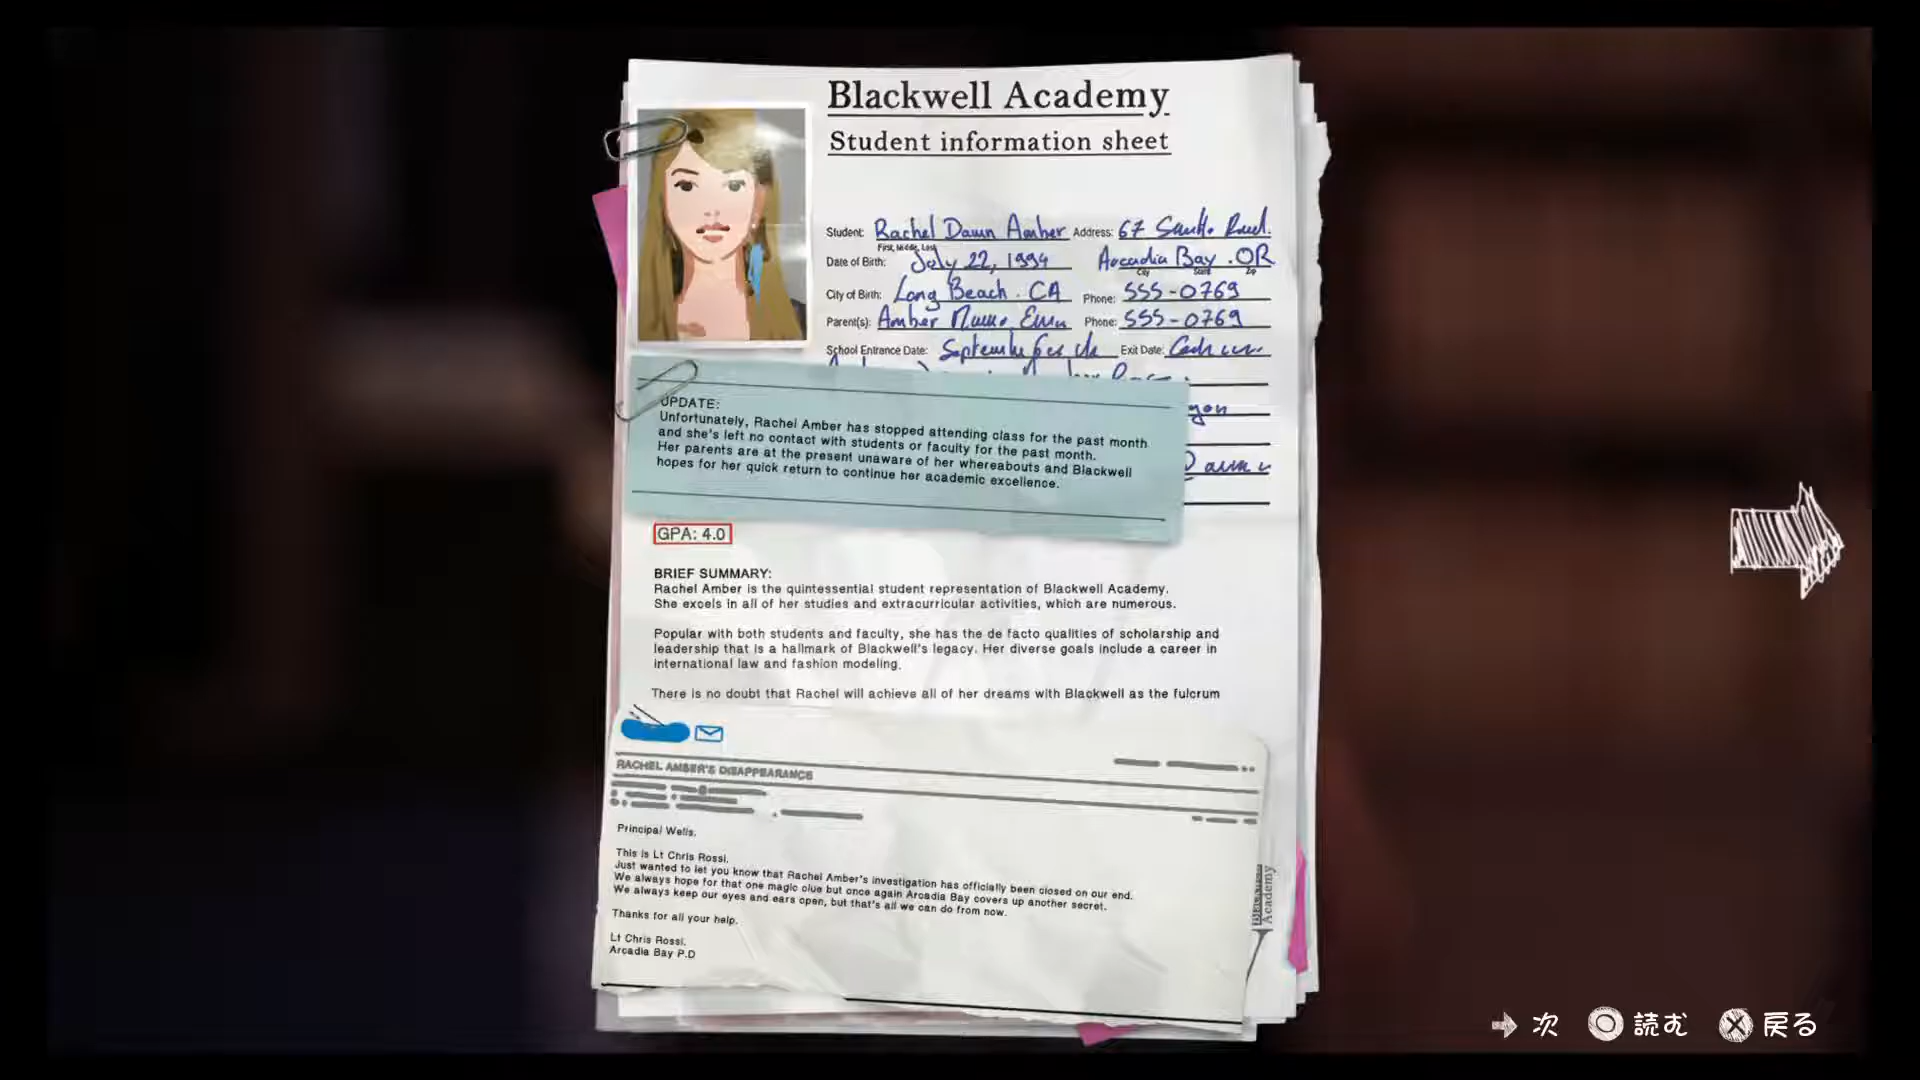 Blackwell Academy
Student information sheet
Student: Rachel Dawn Amber Address: 67
First, Middle, Last
Date of Birth: July 22, 1994 Arcadia Bay . OR
City State Zip
City of Birth: Long Beach . CA Phone: 555-0769
Parent(s): Amber Phone: 555-0769
School Entrance Date: Exit Date:
UPDATE:
Unfortunately, Rachel Amber has stopped attending class for the past month
and she's left no contact with students or faculty for the past month.
Her parents are at the present unaware of her whereabouts and Blackwell
hopes for her quick return to continue her academic excellence.
GPA: 4.0
BRIEF SUMMARY:
Rachel Amber is the quintessential student representation of Blackwell Academy.
She excels in all of her studies and extracurricular activities, which are numerous.
Popular with both students and faculty, she has the de facto qualities of scholarship and
leadership that is a hallmark of Blackwell's legacy. Her diverse goals include a career in
international law and fashion modeling.
There is no doubt that Rachel will achieve all of her dreams with Blackwell as the fulcrum
RACHEL AMBER'S DISAPPEARANCE
Principal Wells,
This is Lt Chris Rossi.
Just wanted to let you know that Rachel Amber's investigation has officially been closed on our end.
We always hope for that one magic clue but once again Arcadia Bay covers up another secret.
We always keep our eyes and ears open, but that's all we can do from now.
Thanks for all your help.
Lt Chris Rossi.
Arcadia Bay P.D
Blackwell
Academy
次 読む 戻る